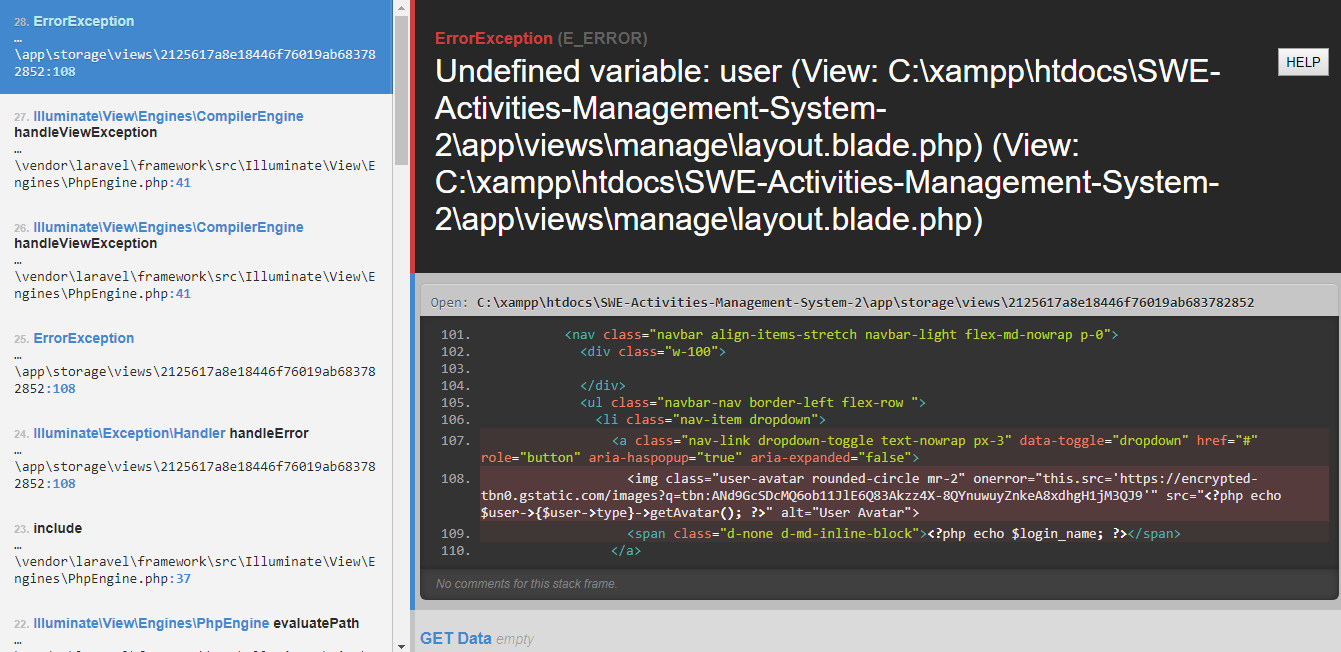 28. ErrorException
…
\app\storage\views\2125617a8e18446f76019ab68378
2852:108
27. Illuminate\View\Engines\CompilerEngine
handleViewException
…
\vendor\laravel\framework\src\Illuminate\View\E
ngines\PhpEngine.php:41
26. Illuminate\View\Engines\CompilerEngine
handleViewException
…
\vendor\laravel\framework\src\Illuminate\View\E
ngines\PhpEngine.php:41
25. ErrorException
…
\app\storage\views\2125617a8e18446f76019ab68378
2852:108
24. Illuminate\Exception\Handler handleError
…
\app\storage\views\2125617a8e18446f76019ab68378
2852:108
23. include
…
\vendor\laravel\framework\src\Illuminate\View\E
ngines\PhpEngine.php:37
22. Illuminate\View\Engines\PhpEngine evaluatePath
…
ErrorException (E_ERROR)
HELP
Undefined variable: user (View: C:\xampp\htdocs\SWE-
Activities-Management-System-
2\app\views\manage\layout.blade.php) (View:
C:\xampp\htdocs\SWE-Activities-Management-System-
2\app\views\manage\layout.blade.php)
Open: C:\xampp\htdocs\SWE-Activities-Management-System-2\app\storage\views\2125617a8e18446f76019ab683782852
101. <nav class="navbar align-items-stretch navbar-light flex-md-nowrap p-0">
102. <div class="w-100">
103.
104. </div>
105. <ul class="navbar-nav border-left flex-row ">
106. <li class="nav-item dropdown">
107. <a class="nav-link dropdown-toggle text-nowrap px-3" data-toggle="dropdown" href="#"
role="button" aria-haspopup="true" aria-expanded="false">
108. <img class="user-avatar rounded-circle mr-2" onerror="this.src='https://encrypted-
tbn0.gstatic.com/images?q=tbn:ANd9GcSDcMQ6ob11JlE6Q83Akzz4X-8QYnuwuyZnkeA8xdhgH1jM3QJ9'" src="<?php echo
$user->{$user->type}->getAvatar(); ?>" alt="User Avatar">
109. <span class="d-none d-md-inline-block"><?php echo $login_name; ?></span>
110. </a>
No comments for this stack frame.
GET Data empty